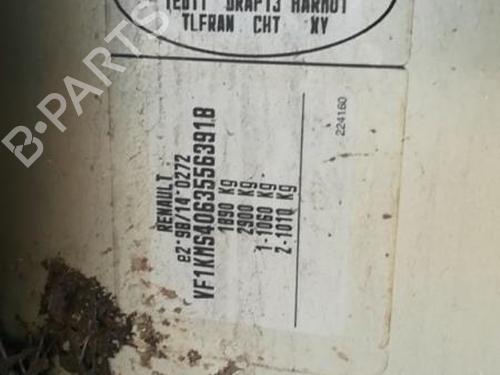 TLFRAN CHT XY
RENAULT
e2*98/14*0272
VF1KMS40635563918
1890 Kg
2900 Kg
1-1060 Kg
2-1010 Kg
224160
B-PARTS